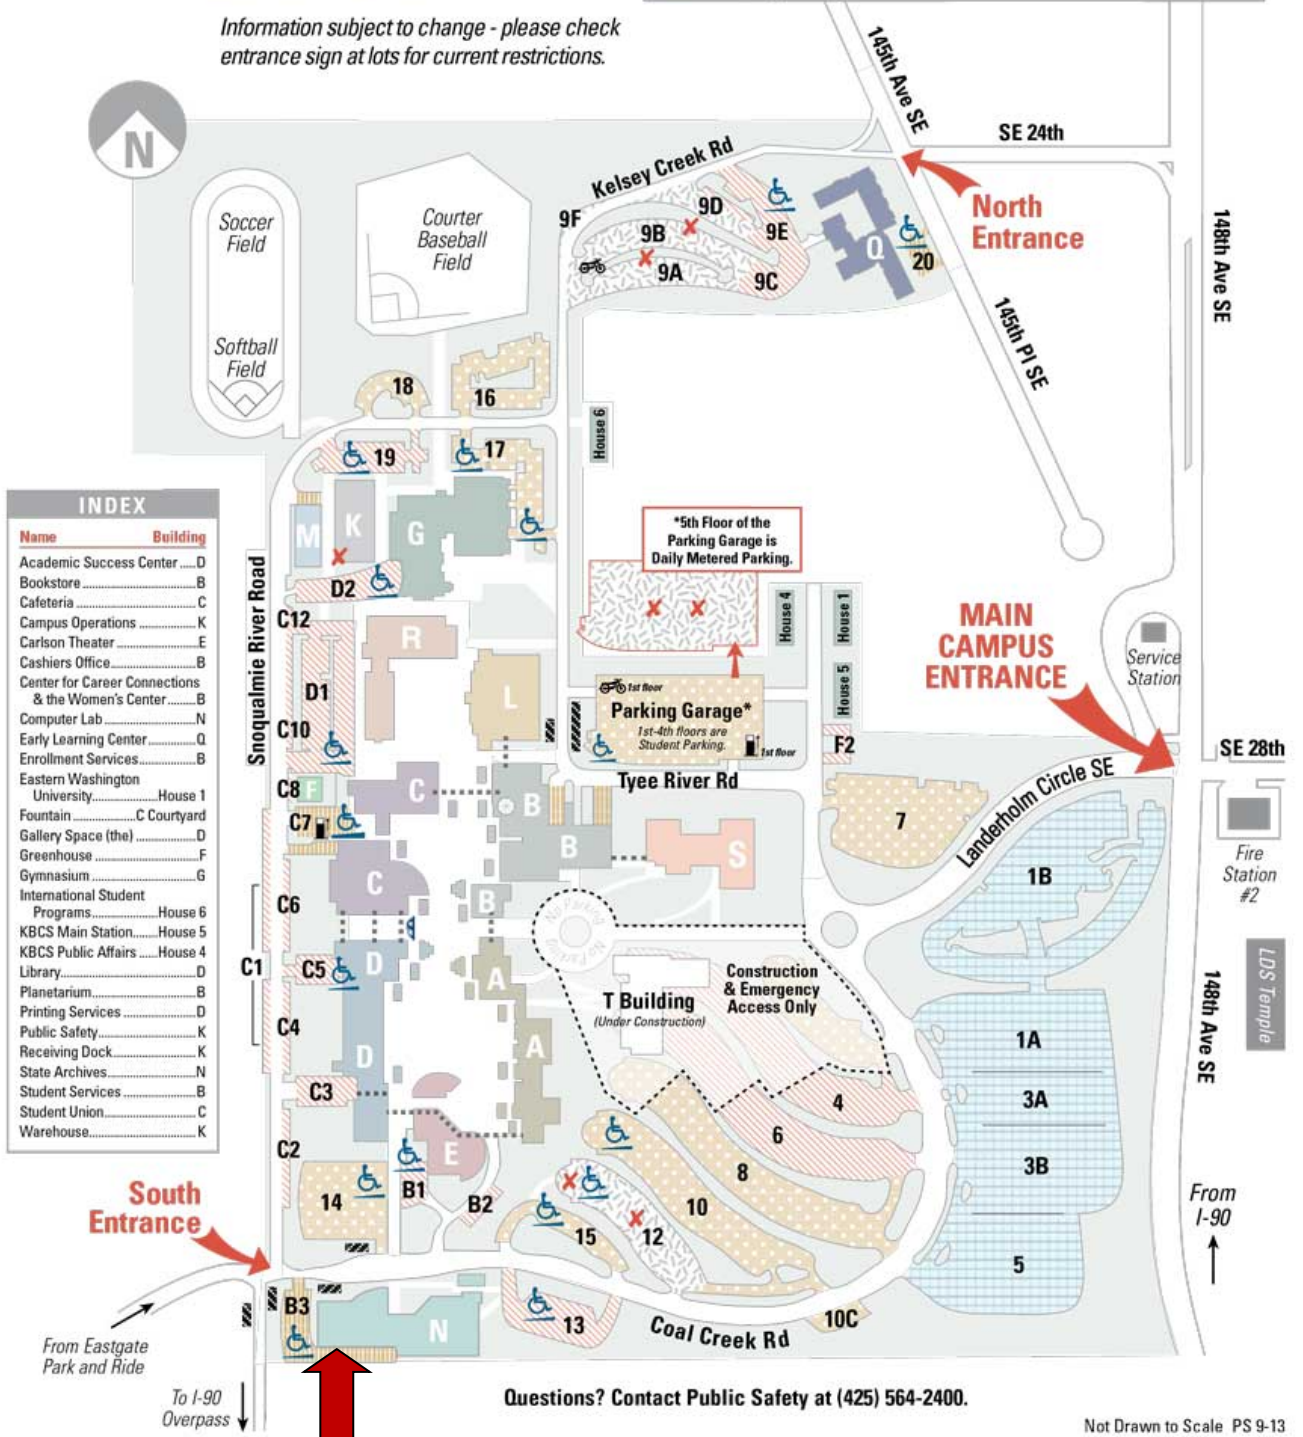 Information subject to change - please check
entrance sign at lots for current restrictions.
N
145th Ave SE
SE 24th
Kelsey Creek Rd
North
Entrance
148th Ave SE
145th Pl SE
Soccer
Field
Courter
Baseball
Field
Softball
Field
9F
9D
9B
9E
9A
9C
Q
20
18
16
19
17
House 6
M
K
G
D2
*5th Floor of the
Parking Garage is
Daily Metered Parking.
INDEX
Name Building
Academic Success Center.....D
Bookstore.....B
Cafeteria.....C
Campus Operations.....K
Carlson Theater.....E
Cashiers Office.....B
Center for Career Connections
& the Women's Center.....B
Computer Lab.....N
Early Learning Center.....Q
Enrollment Services.....B
Eastern Washington
University.....House 1
Fountain.....C Courtyard
Gallery Space (the).....D
Greenhouse.....F
Gymnasium.....G
International Student
Programs.....House 6
KBCS Main Station.....House 5
KBCS Public Affairs.....House 4
Library.....D
Planetarium.....B
Printing Services.....D
Public Safety.....K
Receiving Dock.....K
State Archives.....N
Student Services.....B
Student Union.....C
Warehouse.....K
Snoqualmie River Road
C12
R
D1
C10
L
House 4
House 1
House 5
MAIN
CAMPUS
ENTRANCE
Service
Station
1st floor
Parking Garage*
1st-4th floors are
Student Parking.
1st floor
F2
SE 28th
Tyee River Rd
Landerholm Circle SE
C8
F
C
B
C7
B
S
7
1B
Fire
Station
#2
C
C6
B
No Parking
No Parking
C1
C5
D
A
T Building
(Under Construction)
Construction
& Emergency
Access Only
LDS Temple
148th Ave SE
C4
D
A
1A
C3
3A
4
6
C2
E
8
3B
B1
14
B2
10
South
Entrance
15
12
5
From
I-90
B3
N
13
10C
Coal Creek Rd
From Eastgate
Park and Ride
To I-90
Overpass
Questions? Contact Public Safety at (425) 564-2400.
Not Drawn to Scale PS 9-13